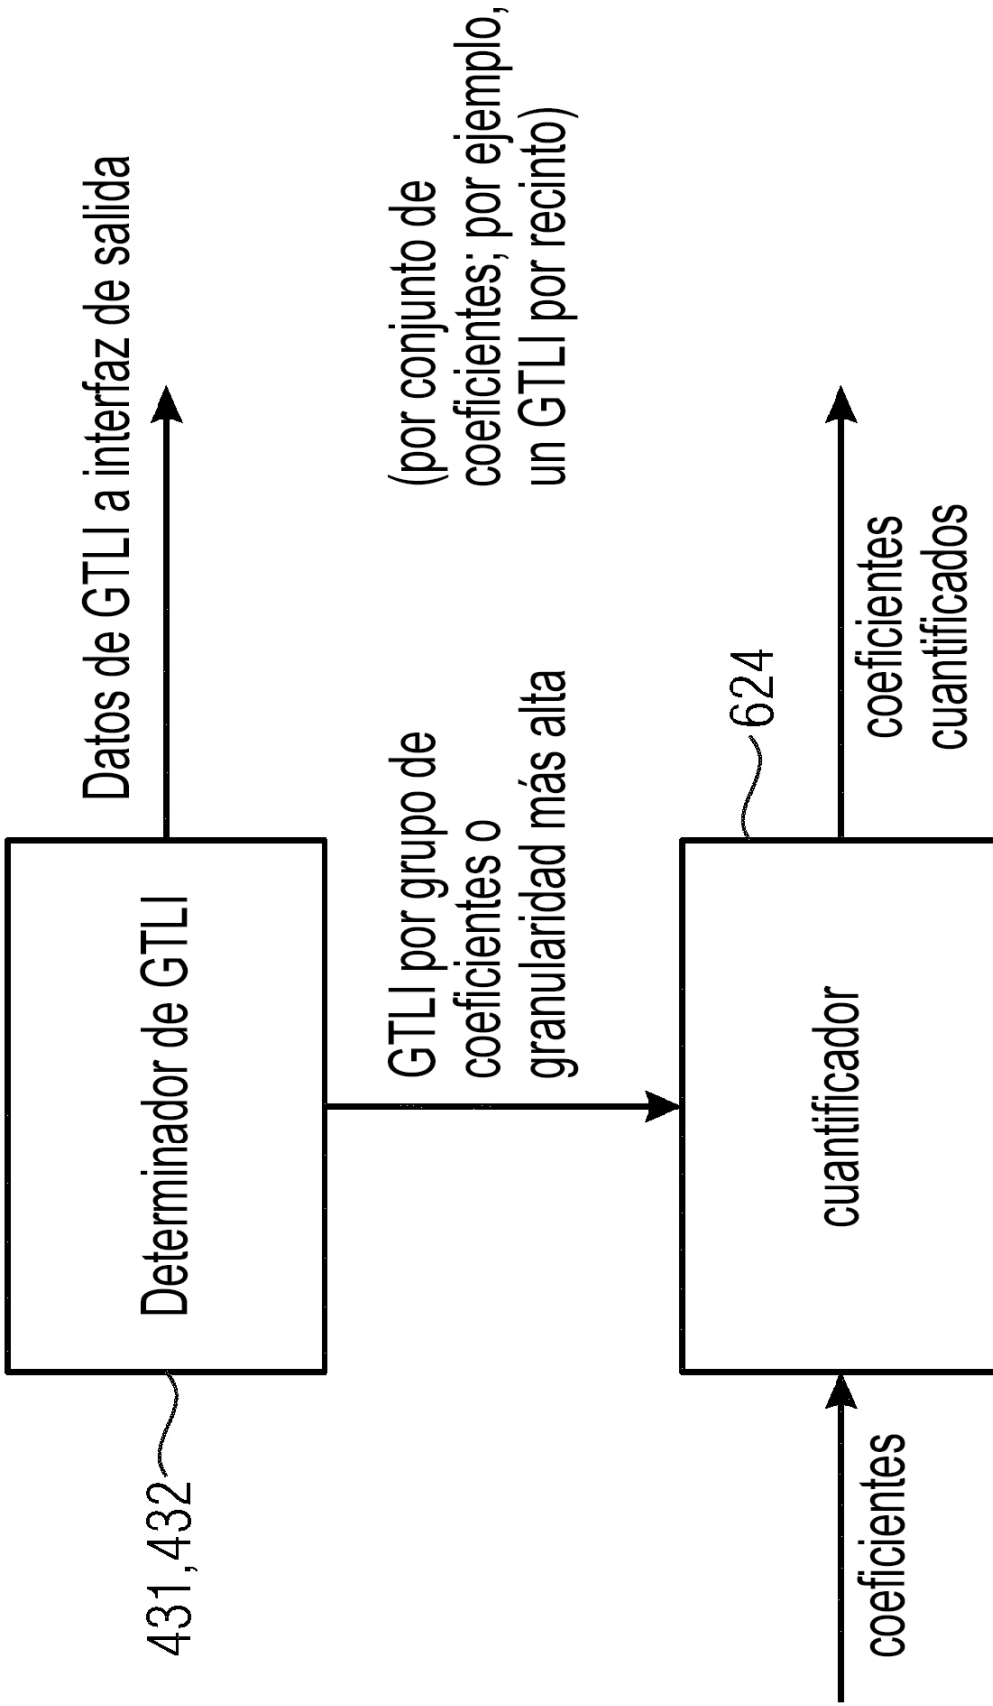 431,432
Determinador de GTLI
Datos de GTLI a interfaz de salida
GTLI por grupo de
coeficientes o
granularidad más alta
(por conjunto de
coeficientes; por ejemplo,
un GTLI por recinto)
624
coeficientes
cuantificador
coeficientes
cuantificados